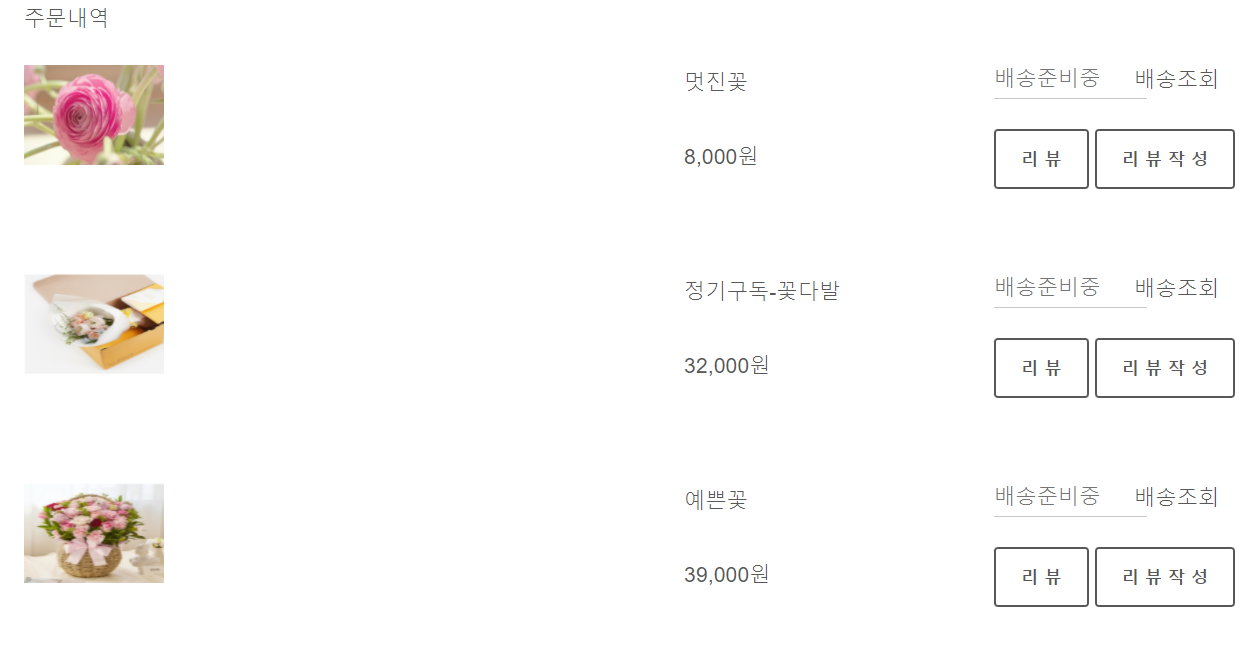 주문내역
멋진꽃
배송준비중 배송조회
8,000원
리뷰 리뷰작성
정기구독-꽃다발
배송준비중 배송조회
32,000원
리뷰 리뷰작성
예쁜꽃
배송준비중 배송조회
39,000원
리뷰 리뷰작성